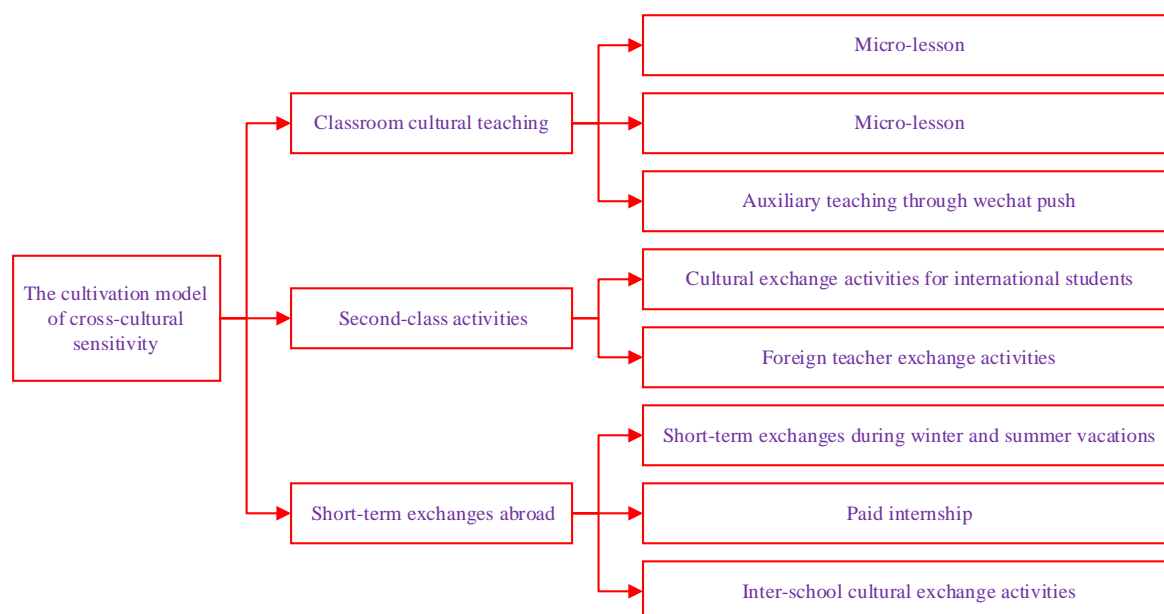 The cultivation model
of cross-cultural
sensitivity
Classroom cultural teaching
Micro-lesson
Micro-lesson
Auxiliary teaching through wechat push
Second-class activities
Cultural exchange activities for international students
Foreign teacher exchange activities
Short-term exchanges abroad
Short-term exchanges during winter and summer vacations
Paid internship
Inter-school cultural exchange activities